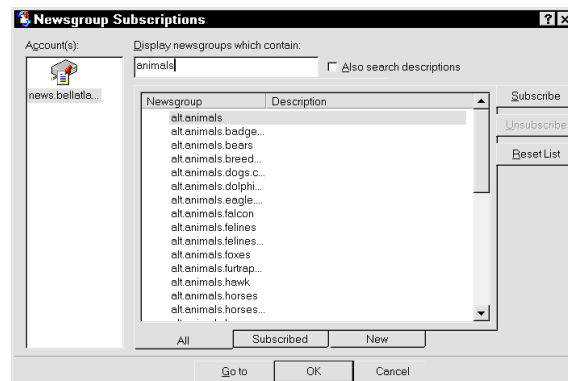 Newsgroup Subscriptions
Account(s):
Display newsgroups which contain:
animals
Also search descriptions
news.bellatla...
Newsgroup Description
alt.animals
alt.animals.badge...
alt.animals.bears
alt.animals.breed...
alt.animals.dogs.c...
alt.animals.dolphi...
alt.animals.eagle....
alt.animals.falcon
alt.animals.felines
alt.animals.felines...
alt.animals.foxes
alt.animals.furtrap...
alt.animals.hawk
alt.animals.horses
alt.animals.horses...
Subscribe
Unsubscribe
Reset List
All Subscribed New
Go to OK Cancel